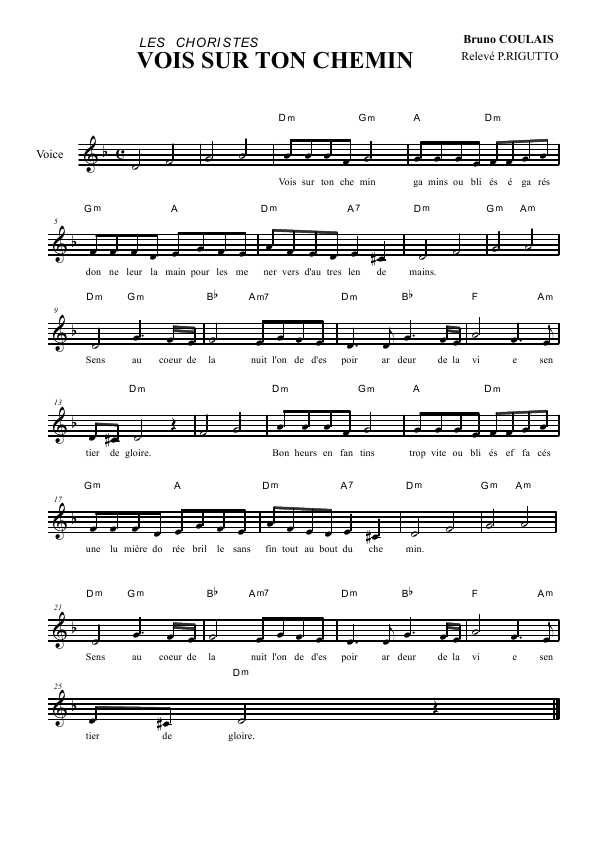 LES CHORISTES
Bruno COULAIS
VOIS SUR TON CHEMIN
Relevé P.RIGUTTO
Dm Gm A Dm
Voice
Vois sur ton che min ga mins ou bli és é ga rés
Gm A Dm A7 Dm Gm Am
5
don ne leur la main pour les me ner vers d'au tres len de mains.
Dm Gm B♭ Am7 Dm B♭ F Am
9
Sens au coeur de la nuit l'on de d'es poir ar deur de la vi e sen
Dm Dm Gm A Dm
13
tier de gloire. Bon heurs en fan tins trop vite ou bli és ef fa cés
Gm A Dm A7 Dm Gm Am
17
une lu mière do rée bril le sans fin tout au bout du che min.
Dm Gm B♭ Am7 Dm B♭ F Am
21
Sens au coeur de la nuit l'on de d'es poir ar deur de la vi e sen
Dm
25
tier de gloire.